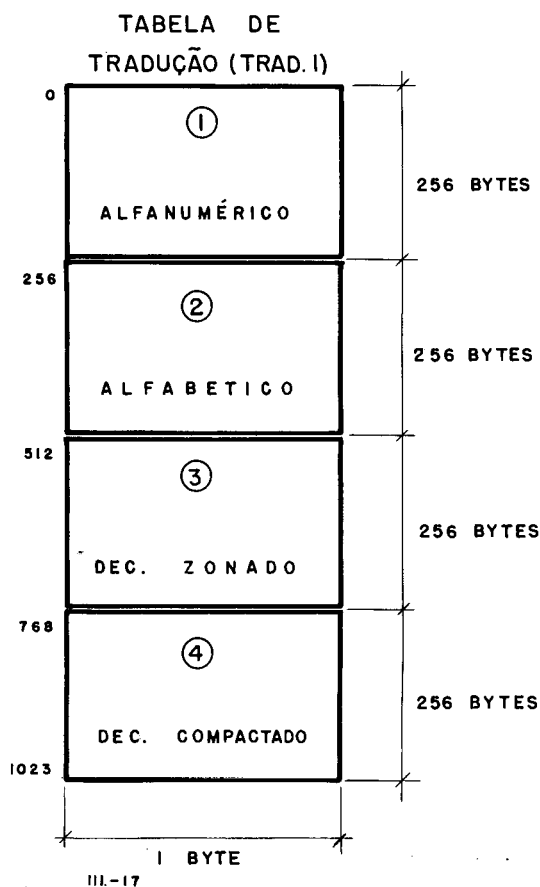 TABELA DE
TRADUÇÃO (TRAD. I)
0
1
256 BYTES
ALFANUMÉRICO
256
2
256 BYTES
ALFABETICO
512
3
256 BYTES
DEC. ZONADO
768
4
256 BYTES
DEC. COMPACTADO
1023
1 BYTE
III.-17